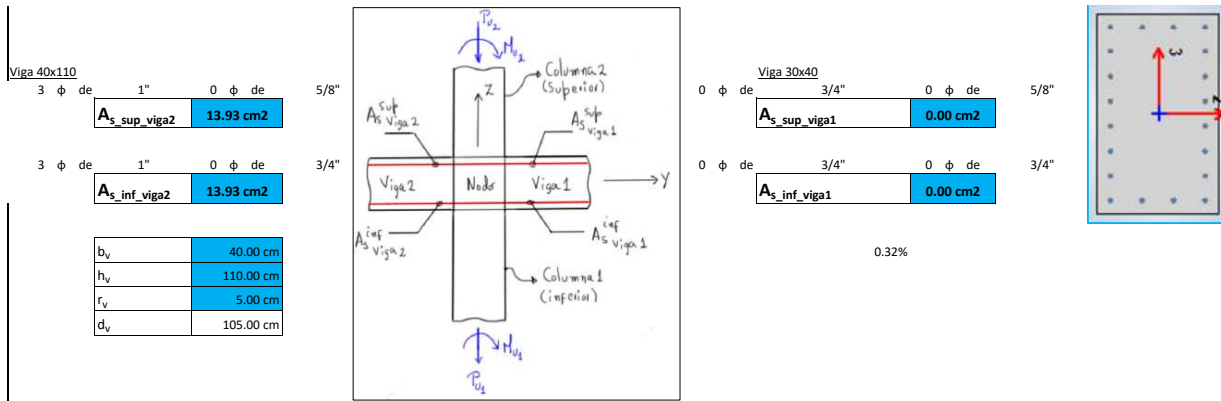 Viga 40x110
3 ϕ de 1" 0 ϕ de 5/8"
As_sup_viga2 13.93 cm2
3 ϕ de 1" 0 ϕ de 3/4"
As_inf_viga2 13.93 cm2
bv 40.00 cm
hv 110.00 cm
rv 5.00 cm
dv 105.00 cm
Pu2
Mu2
Columna 2
(Superior)
Z
As sup viga 2
As sup viga 1
Viga 2 Nodo Viga 1
Y
As inf viga 2
As inf viga 1
Columna 1
(inferior)
Mu1
Pu1
Viga 30x40
0 ϕ de 3/4" 0 ϕ de 5/8"
As_sup_viga1 0.00 cm2
0 ϕ de 3/4" 0 ϕ de 3/4"
As_inf_viga1 0.00 cm2
0.32%
3
2